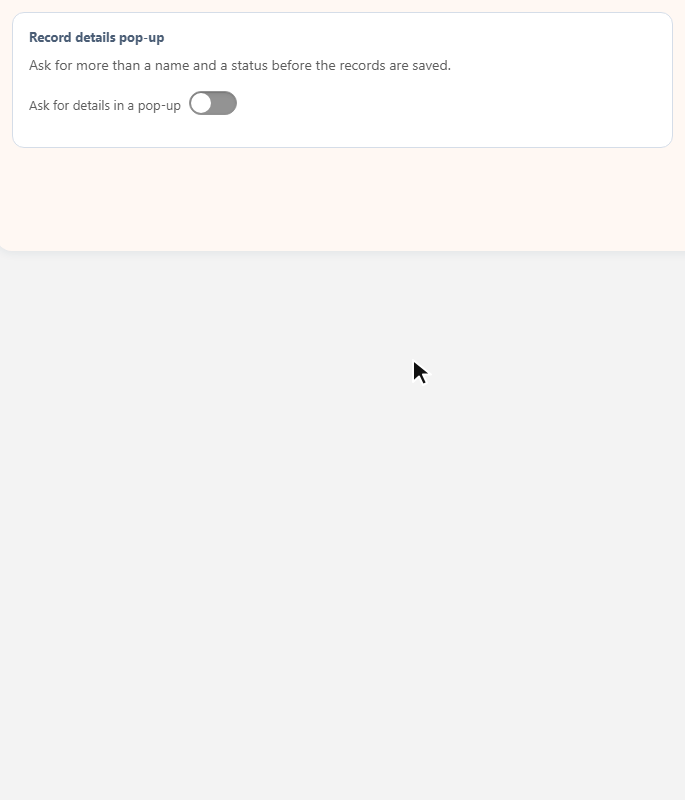 Record details pop-up
Ask for more than a name and a status before the records are saved.
Ask for details in a pop-up